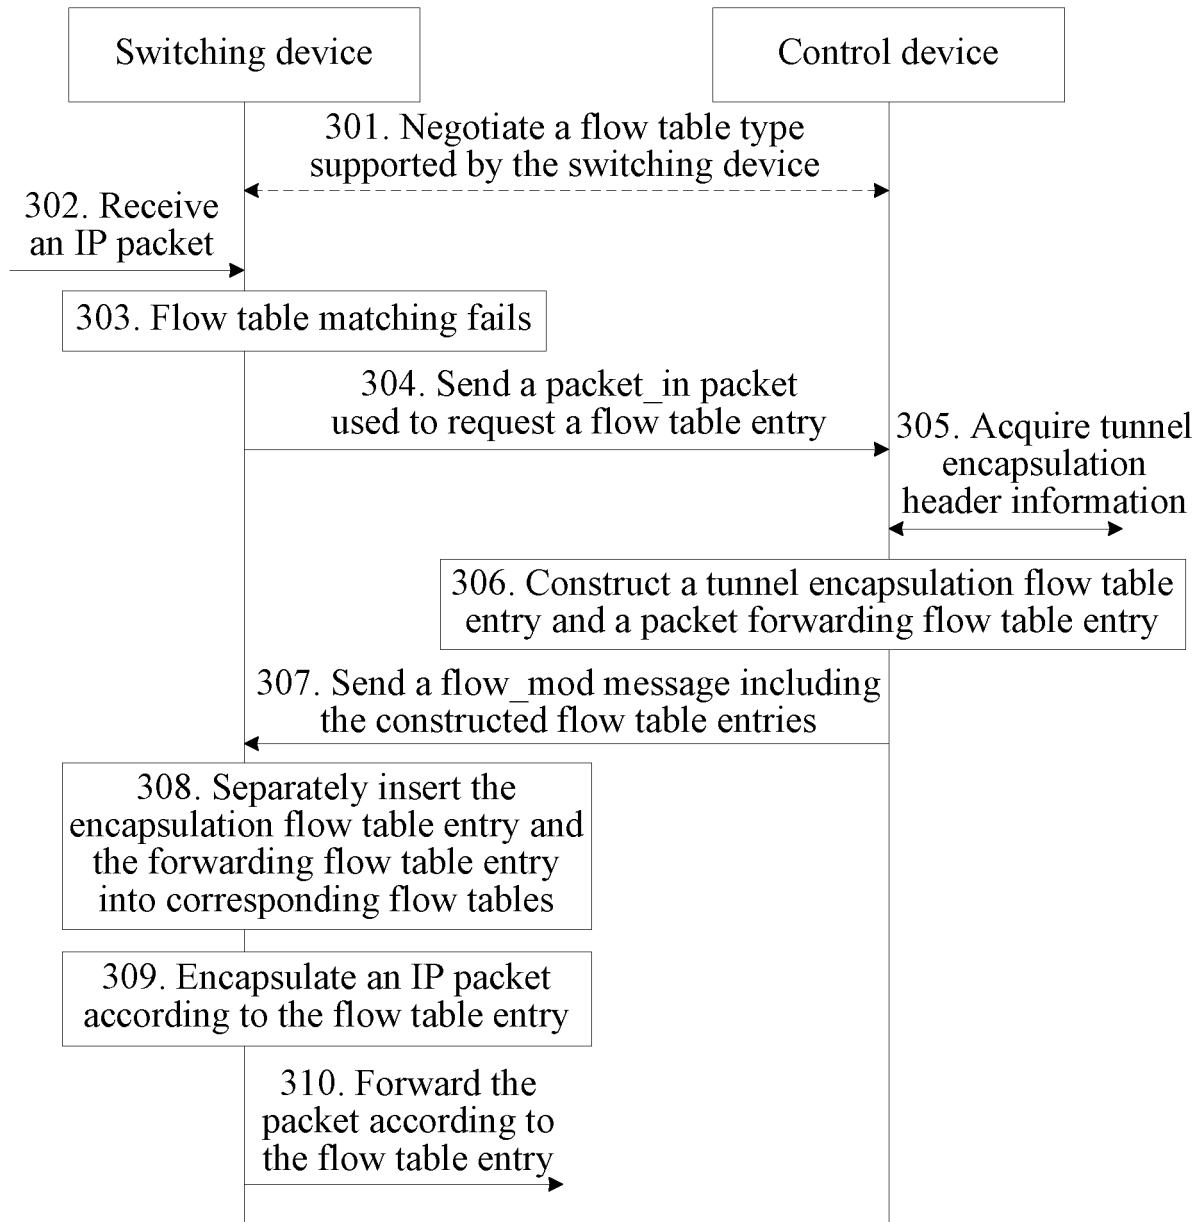 Switching device
Control device
301. Negotiate a flow table type
supported by the switching device
302. Receive
an IP packet
303. Flow table matching fails
304. Send a packet_in packet
used to request a flow table entry
305. Acquire tunnel
encapsulation
header information
306. Construct a tunnel encapsulation flow table
entry and a packet forwarding flow table entry
307. Send a flow_mod message including
the constructed flow table entries
308. Separately insert the
encapsulation flow table entry and
the forwarding flow table entry
into corresponding flow tables
309. Encapsulate an IP packet
according to the flow table entry
310. Forward the
packet according to
the flow table entry